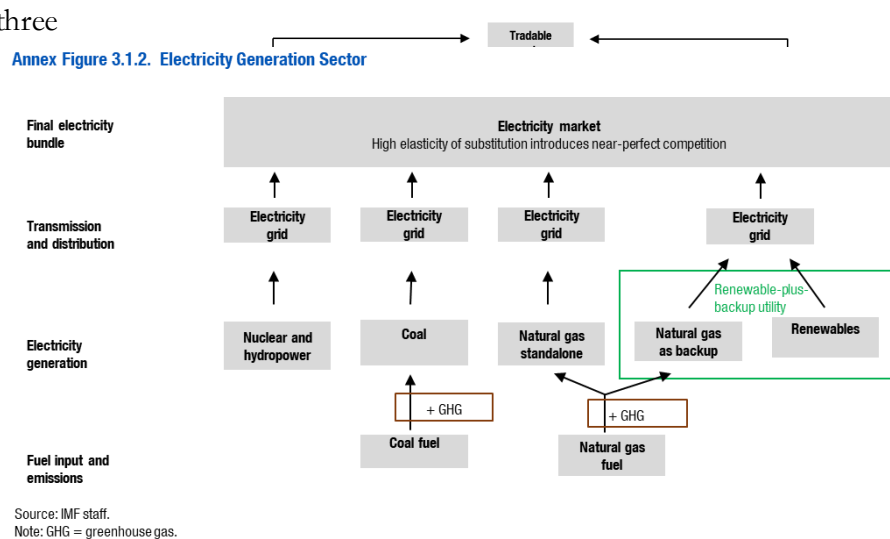 three
Tradable
Annex Figure 3.1.2. Electricity Generation Sector
Final electricity
bundle
Electricity market
High elasticity of substitution introduces near-perfect competition
Transmission
and distribution
Electricity
grid
Electricity
grid
Electricity
grid
Electricity
grid
Renewable-plus-
backup utility
Electricity
generation
Nuclear and
hydropower
Coal
Natural gas
standalone
Natural gas
as backup
Renewables
+ GHG
+ GHG
Fuel input and
emissions
Coal fuel
Natural gas
fuel
Source: IMF staff.
Note: GHG = greenhouse gas.